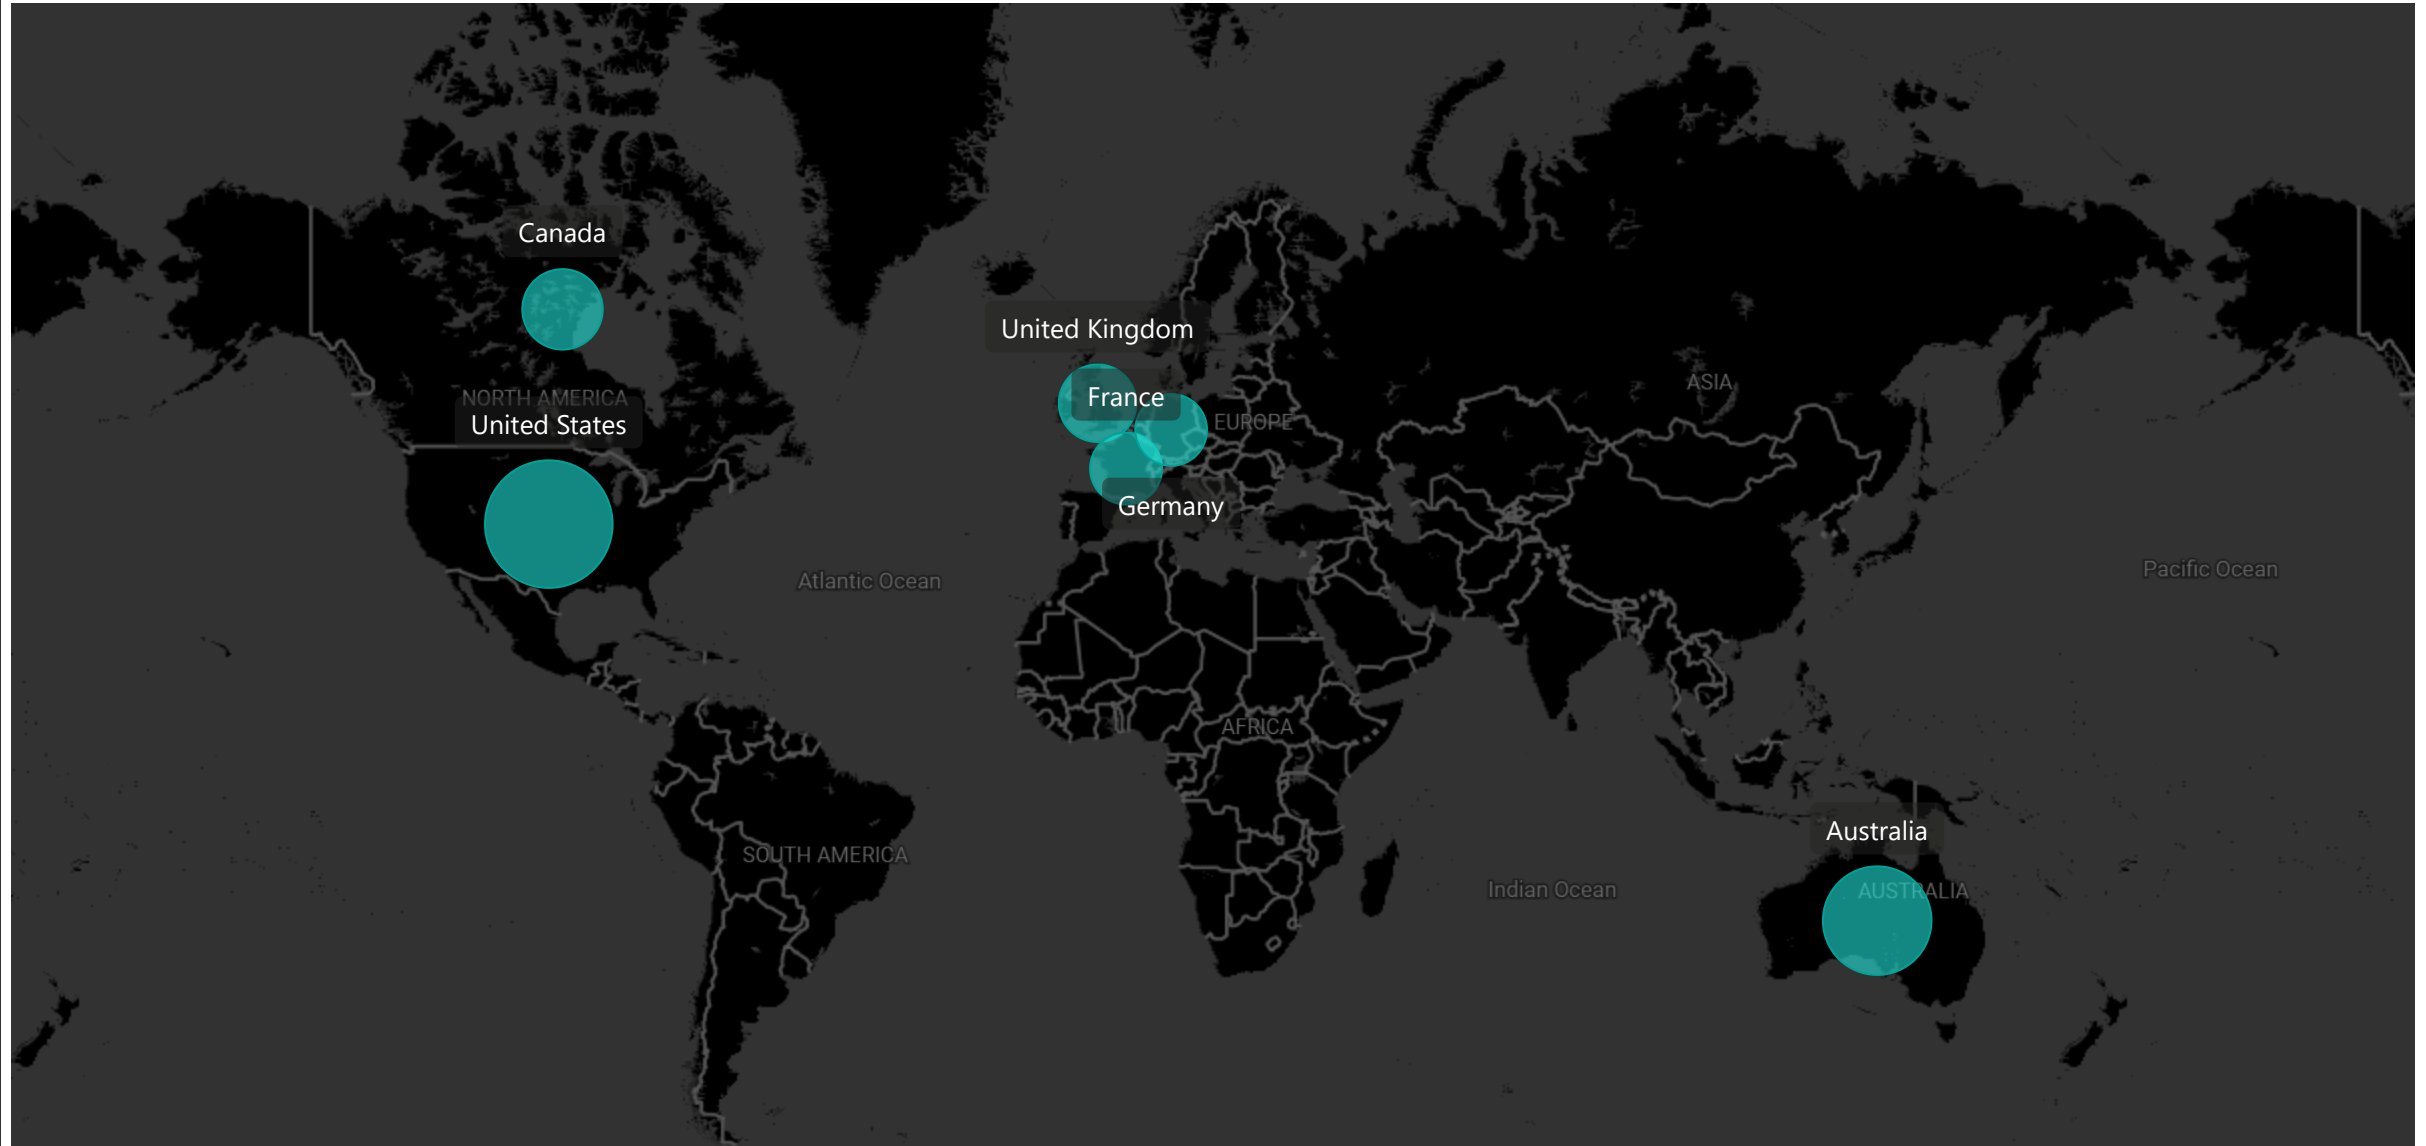 Canada
United Kingdom
ASIA
NORTH AMERICA
France
United States
EUROPE
Germany
Atlantic Ocean
Pacific Ocean
AFRICA
Australia
SOUTH AMERICA
Indian Ocean
AUSTRALIA